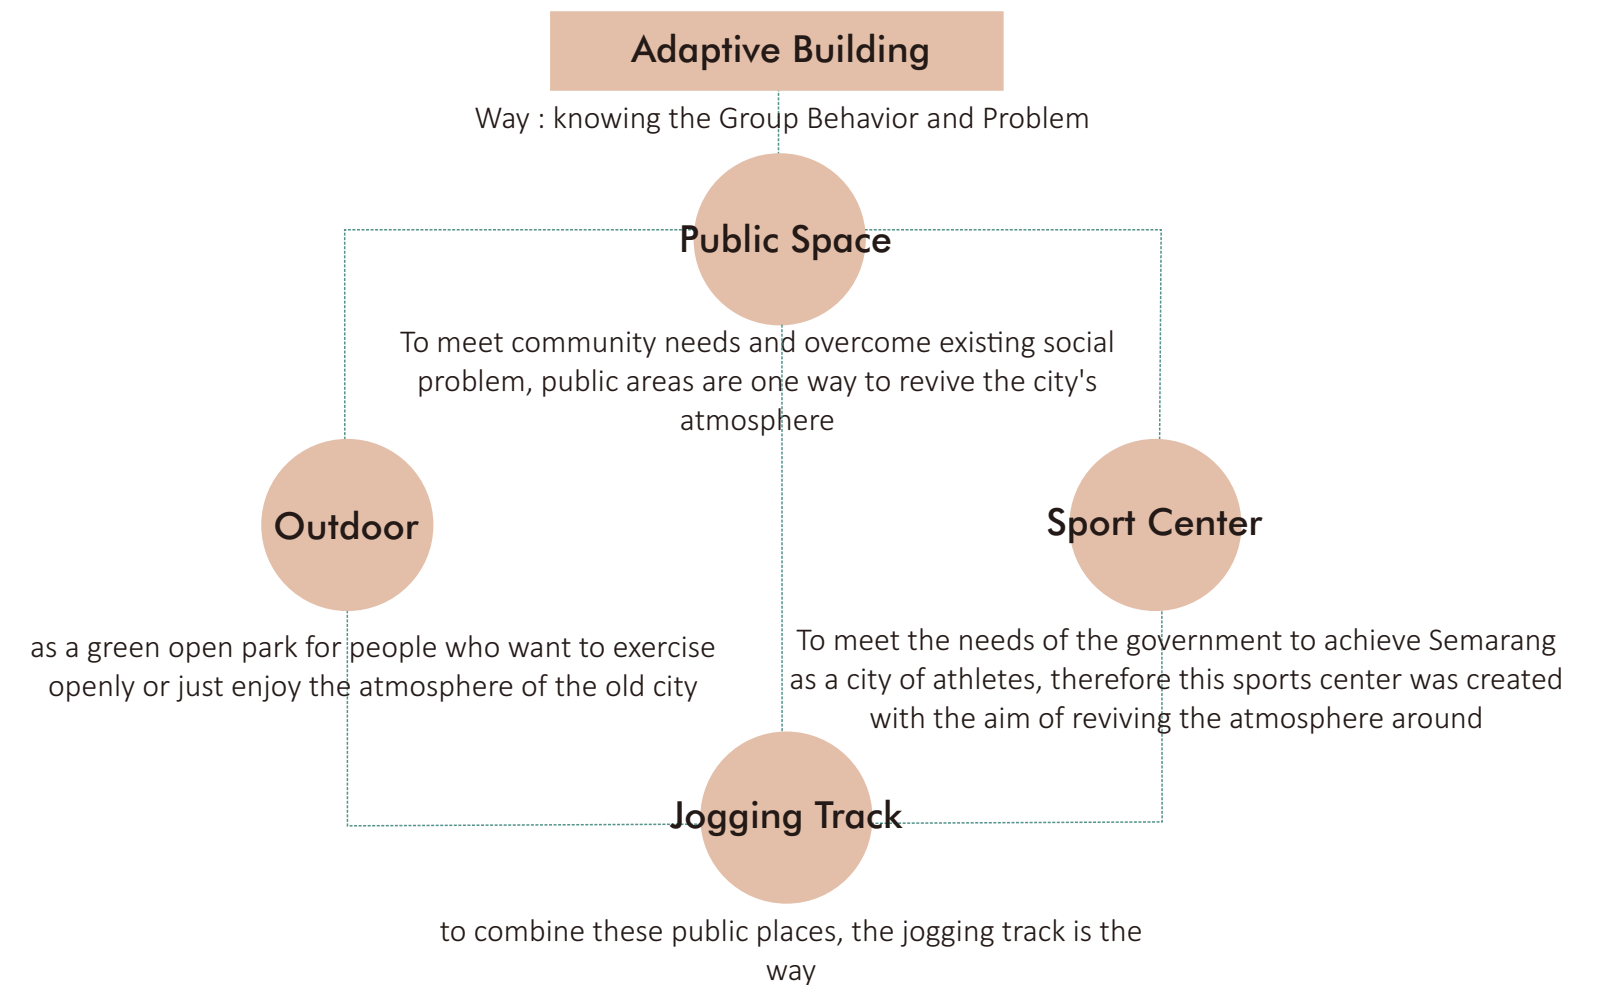 Adaptive Building
Way : knowing the Group Behavior and Problem
Public Space
To meet community needs and overcome existing social
problem, public areas are one way to revive the city's
atmosphere
Outdoor
Sport Center
as a green open park for people who want to exercise
openly or just enjoy the atmosphere of the old city
To meet the needs of the government to achieve Semarang
as a city of athletes, therefore this sports center was created
with the aim of reviving the atmosphere around
Jogging Track
to combine these public places, the jogging track is the
way